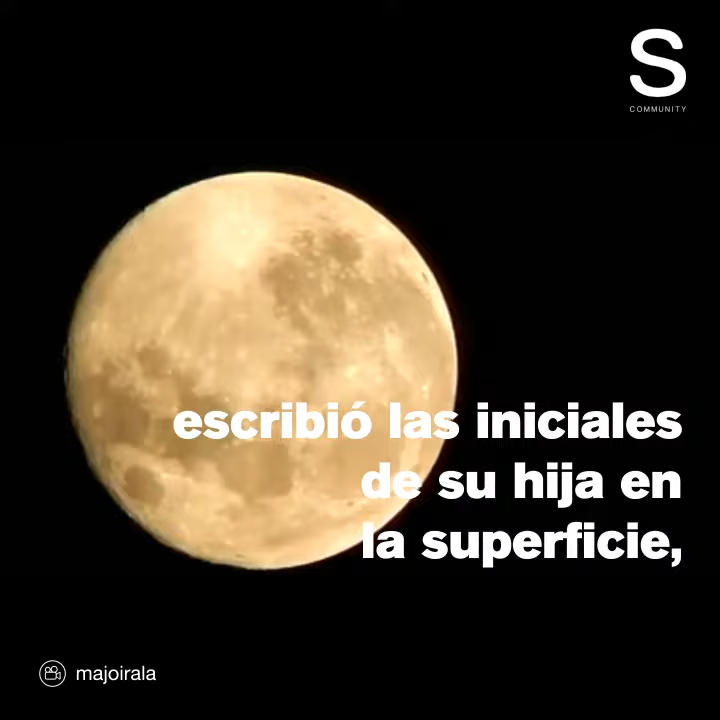 S
COMMUNITY
escribió las iniciales
de su hija en
la superficie,
majoirala